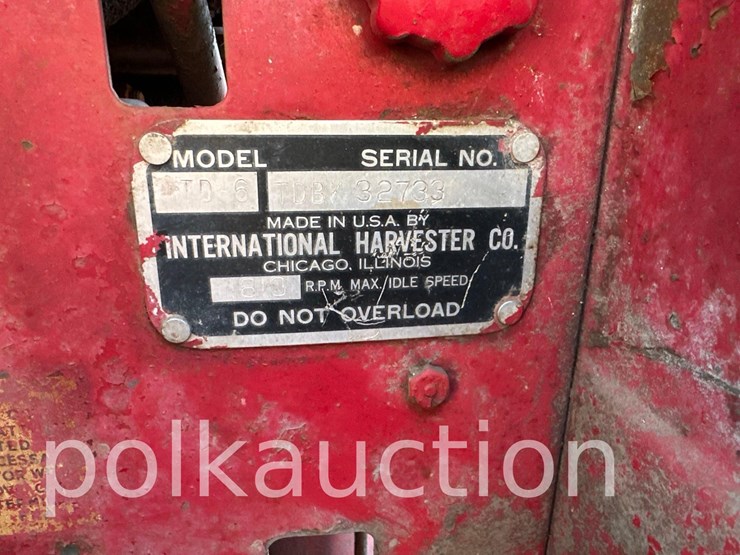 MODEL SERIAL NO.
TD 6 32733
MADE IN U.S.A. BY
INTERNATIONAL HARVESTER CO.
CHICAGO, ILLINOIS
R.P.M. MAX. IDLE SPEED
DO NOT OVERLOAD
polkauction